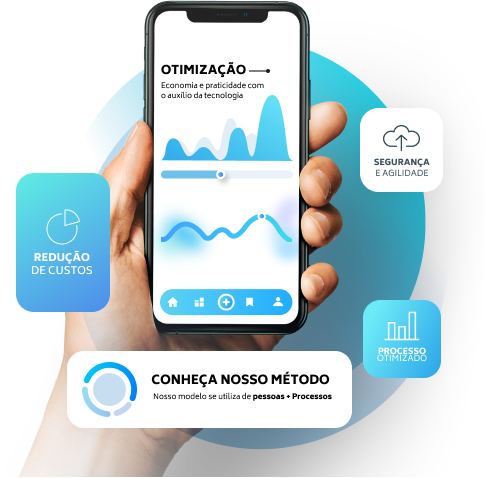 OTIMIZAÇÃO
Economia e praticidade com
o auxílio da tecnologia
SEGURANÇA
E AGILIDADE
REDUÇÃO
DE CUSTOS
PROCESSO
OTIMIZADO
CONHEÇA NOSSO MÉTODO
Nosso modelo se utiliza de pessoas + Processos